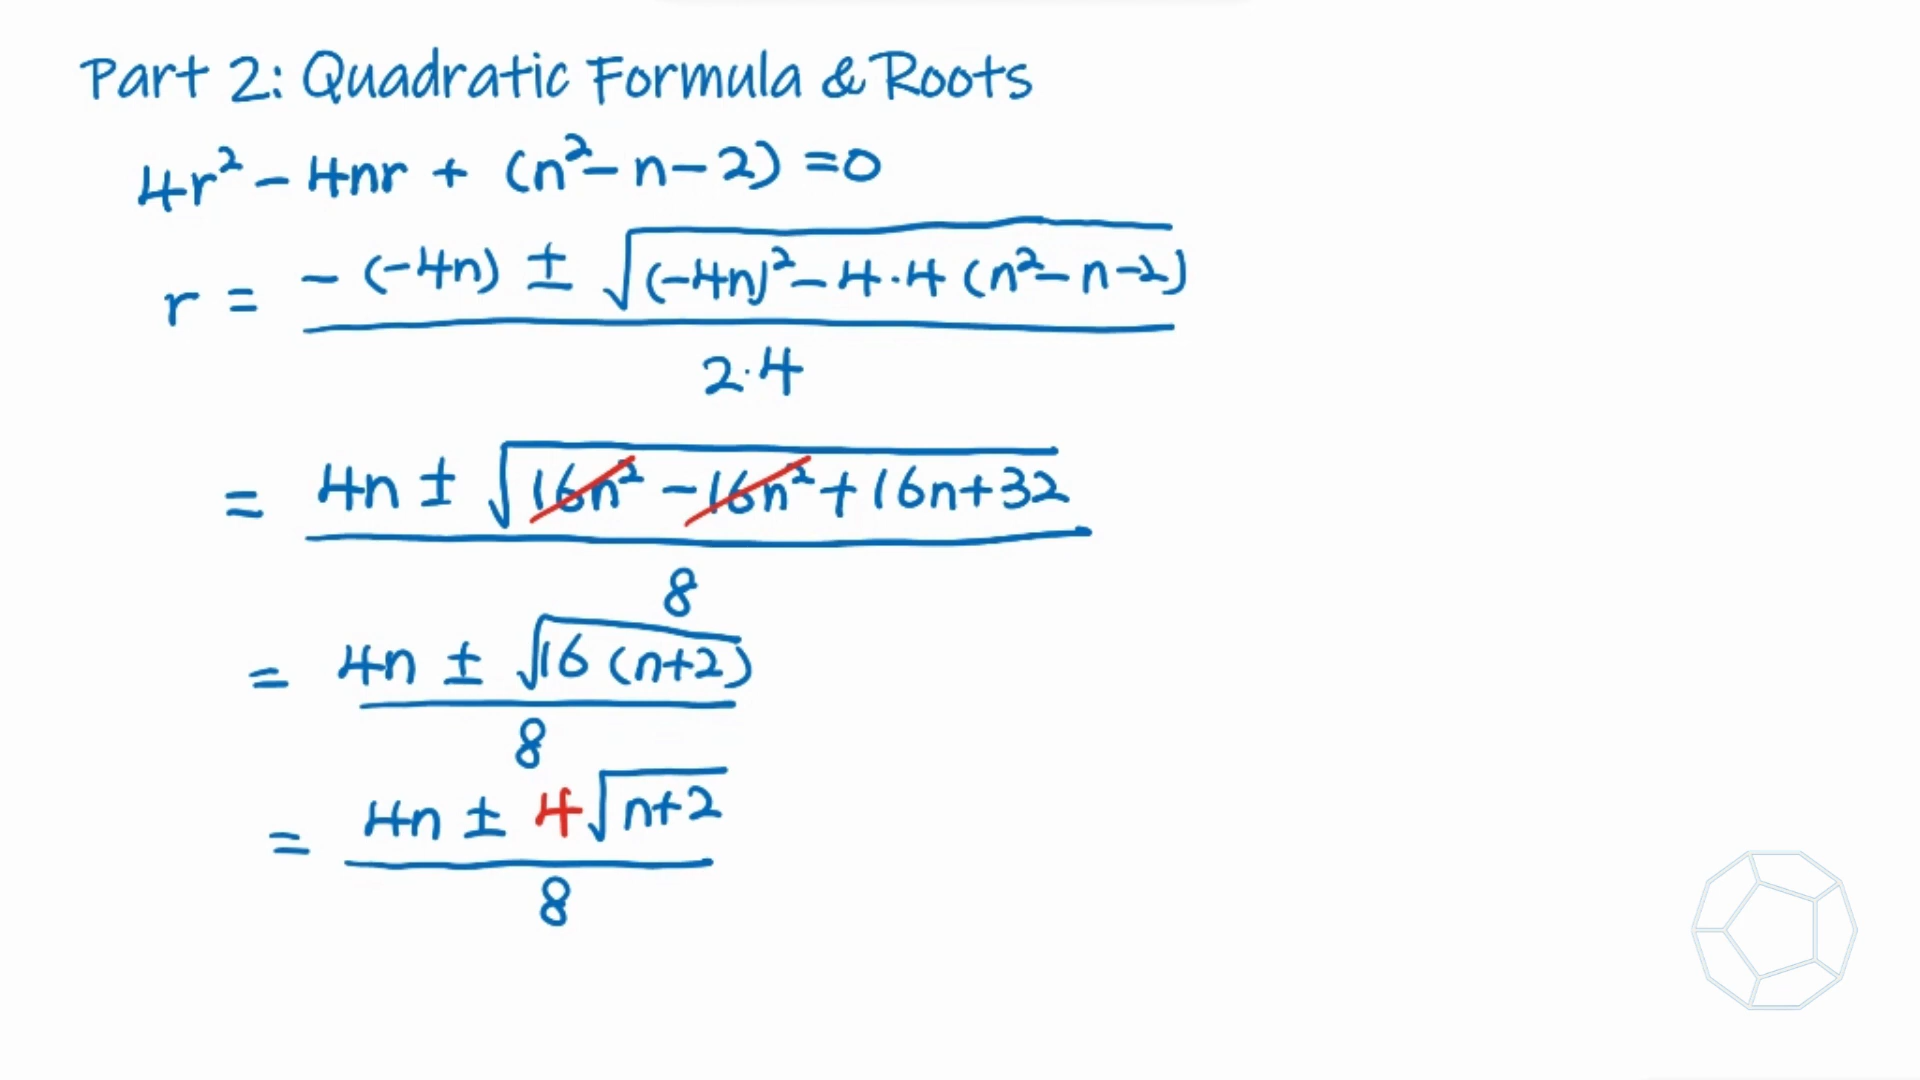 Part 2: Quadratic Formula & Roots
4r² - 4nr + (n² - n - 2) = 0
r = (-(-4n) ± √((-4n)² - 4·4(n² - n - 2))) / (2·4)
= (4n ± √(16n² - 16n² + 16n + 32)) / 8
= (4n ± √(16(n+2))) / 8
= (4n ± 4√(n+2)) / 8